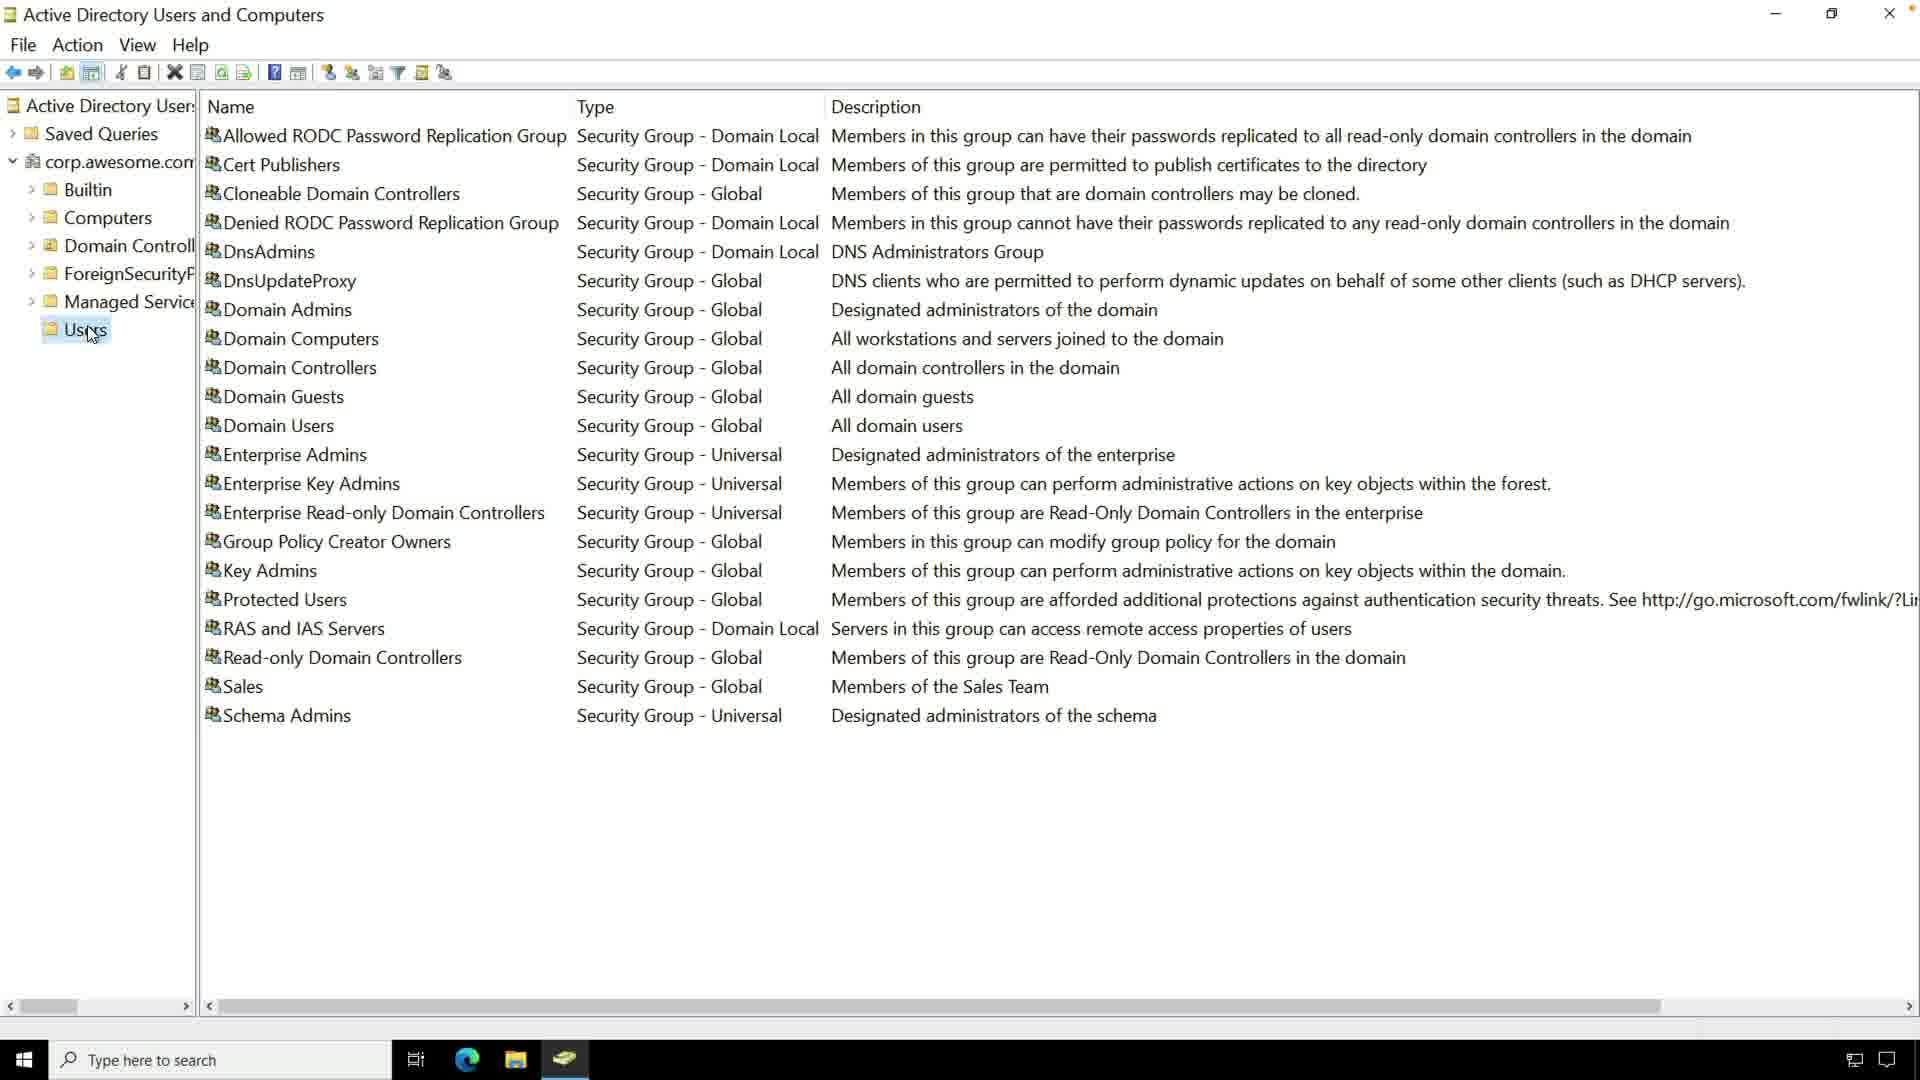 Active Directory Users and Computers
File Action View Help
Active Directory Users
Saved Queries
corp.awesome.com
Builtin
Computers
Domain Controll
ForeignSecurityP
Managed Service
Users
Name Type Description
Allowed RODC Password Replication Group Security Group - Domain Local Members in this group can have their passwords replicated to all read-only domain controllers in the domain
Cert Publishers Security Group - Domain Local Members of this group are permitted to publish certificates to the directory
Cloneable Domain Controllers Security Group - Global Members of this group that are domain controllers may be cloned.
Denied RODC Password Replication Group Security Group - Domain Local Members in this group cannot have their passwords replicated to any read-only domain controllers in the domain
DnsAdmins Security Group - Domain Local DNS Administrators Group
DnsUpdateProxy Security Group - Global DNS clients who are permitted to perform dynamic updates on behalf of some other clients (such as DHCP servers).
Domain Admins Security Group - Global Designated administrators of the domain
Domain Computers Security Group - Global All workstations and servers joined to the domain
Domain Controllers Security Group - Global All domain controllers in the domain
Domain Guests Security Group - Global All domain guests
Domain Users Security Group - Global All domain users
Enterprise Admins Security Group - Universal Designated administrators of the enterprise
Enterprise Key Admins Security Group - Universal Members of this group can perform administrative actions on key objects within the forest.
Enterprise Read-only Domain Controllers Security Group - Universal Members of this group are Read-Only Domain Controllers in the enterprise
Group Policy Creator Owners Security Group - Global Members in this group can modify group policy for the domain
Key Admins Security Group - Global Members of this group can perform administrative actions on key objects within the domain.
Protected Users Security Group - Global Members of this group are afforded additional protections against authentication security threats. See http://go.microsoft.com/fwlink/?Lin
RAS and IAS Servers Security Group - Domain Local Servers in this group can access remote access properties of users
Read-only Domain Controllers Security Group - Global Members of this group are Read-Only Domain Controllers in the domain
Sales Security Group - Global Members of the Sales Team
Schema Admins Security Group - Universal Designated administrators of the schema
Type here to search